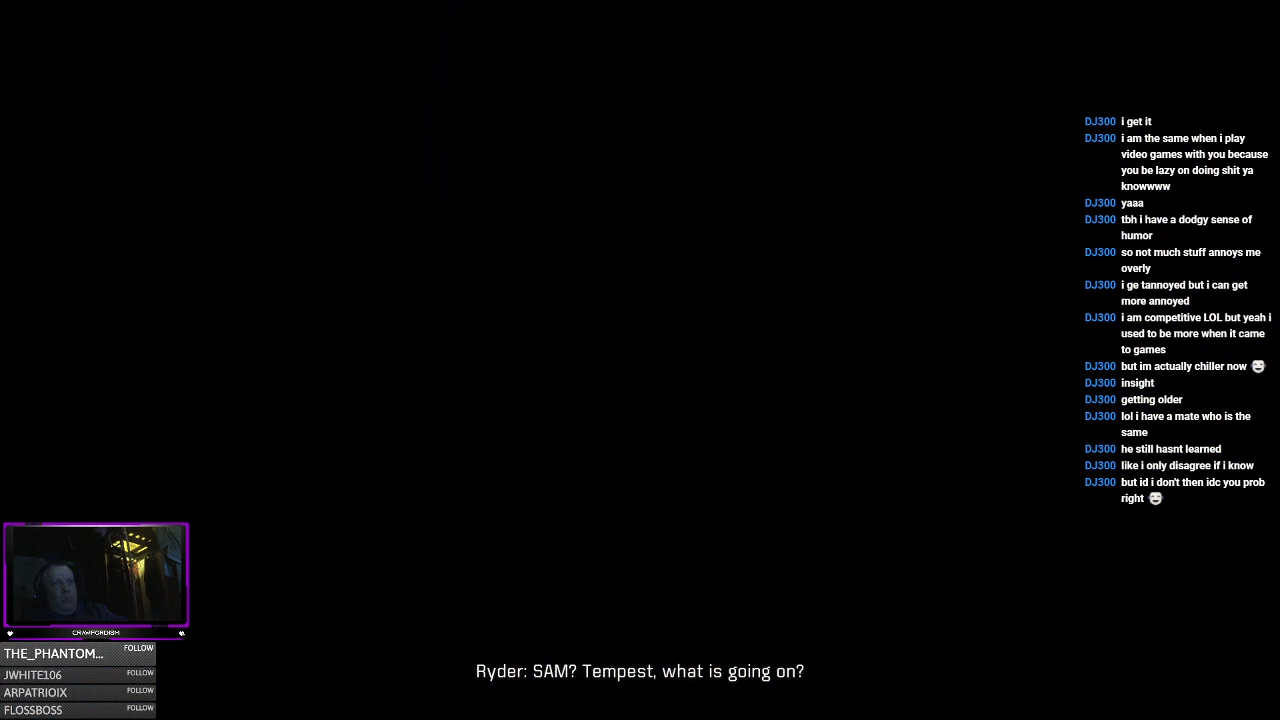 DJ300 i get it
DJ300 i am the same when i play
video games with you because
you be lazy on doing shit ya
knowwww
DJ300 yaaa
DJ300 tbh i have a dodgy sense of
humor
DJ300 so not much stuff annoys me
overly
DJ300 i ge tannoyed but i can get
more annoyed
DJ300 i am competitive LOL but yeah i
used to be more when it came
to games
DJ300 but im actually chiller now
DJ300 insight
DJ300 getting older
DJ300 lol i have a mate who is the
same
DJ300 he still hasnt learned
DJ300 like i only disagree if i know
DJ300 but id i don't then idc you prob
right
CRAWFORDISH
THE_PHANTOM... FOLLOW
JWHITE106 FOLLOW
ARPATRIOIX FOLLOW
FLOSSBOSS FOLLOW
Ryder: SAM? Tempest, what is going on?